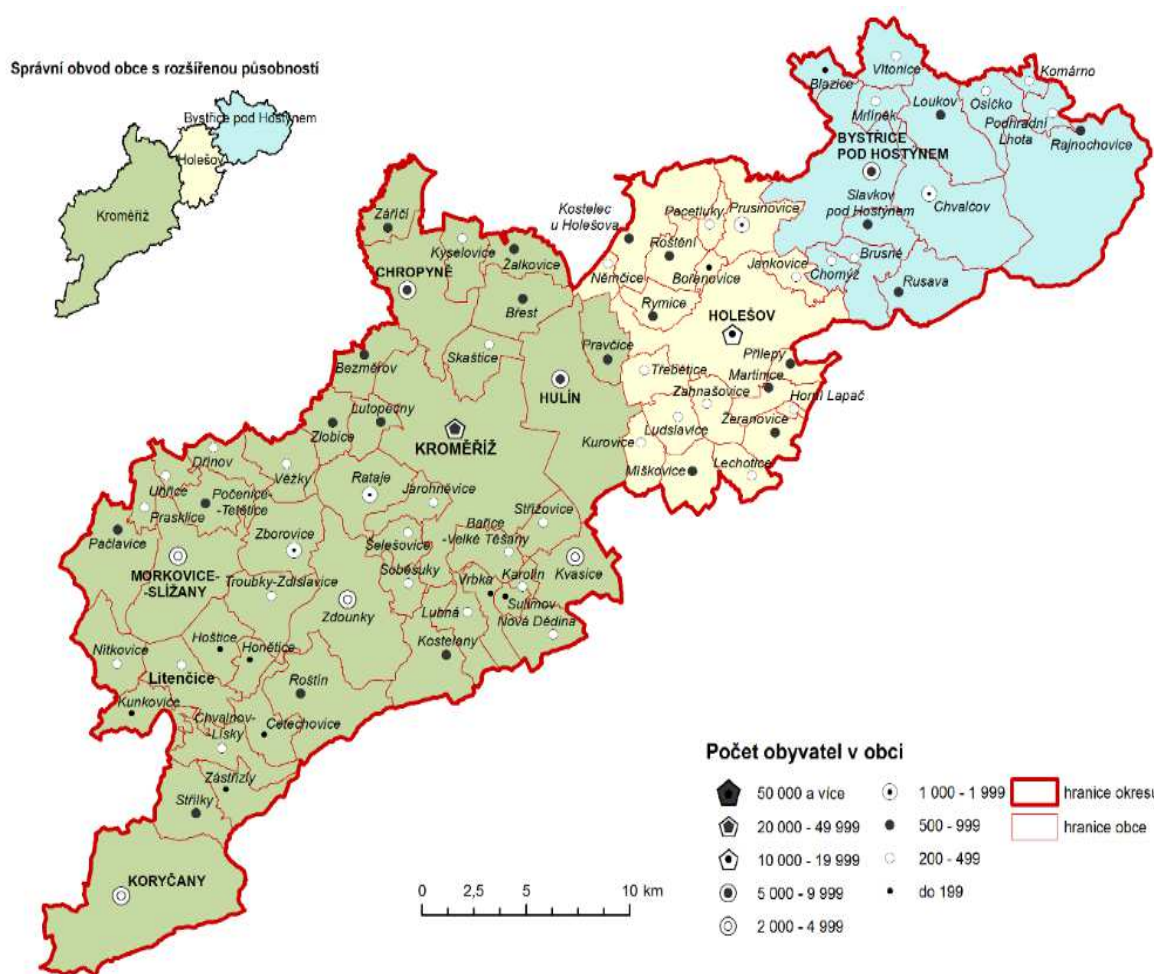 Správní obvod obce s rozšířenou působností
Bystřice pod Hostýnem
Holešov
Kroměříž
Blazice
Vítonice
Komárno
Mrlínek
Loukov
Osíčko
Podhradní
Lhota
Rajnochovice
BYSTŘICE
POD HOSTÝNEM
Slavkov
pod Hostýnem
Chvalčov
Brusné
Chomýž
Rusava
Kostelec
u Holešova
Pacetluky
Prusinovice
Roštění
Bořenovice
Jankovice
Němčice
Rymice
HOLEŠOV
Přílepy
Martinice
Třebětice
Zahnašovice
Horní Lapač
Žeranovice
Ludslavice
Kurovice
Míškovice
Lechotice
Záříčí
Kyselovice
Žalkovice
CHROPYNĚ
Břest
Skaštice
Pravčice
Bezměrov
HULÍN
Lutopecny
Zlobice
KROMĚŘÍŽ
Dřínov
Věžky
Uhřice
Prasklice
Počenice-
-Tetětice
Rataje
Jarohněvice
Střížovice
Pačlavice
Zborovice
Šelešovice
Bařice
-Velké Těšany
MORKOVICE-
SLÍŽANY
Troubky-Zdislavice
Soběsuky
Vrbka
Karolín
Kvasice
Zdounky
Lubná
Sulimov
Nová Dědina
Hoštice
Honětice
Kostelany
Nítkovice
Litenčice
Roštín
Kunkovice
Chvalnov-
Lísky
Cetechovice
Zástřizly
Střílky
KORYČANY
0 2,5 5 10 km
Počet obyvatel v obci
50 000 a více
20 000 - 49 999
10 000 - 19 999
5 000 - 9 999
2 000 - 4 999
1 000 - 1 999
500 - 999
200 - 499
do 199
hranice okresu
hranice obce